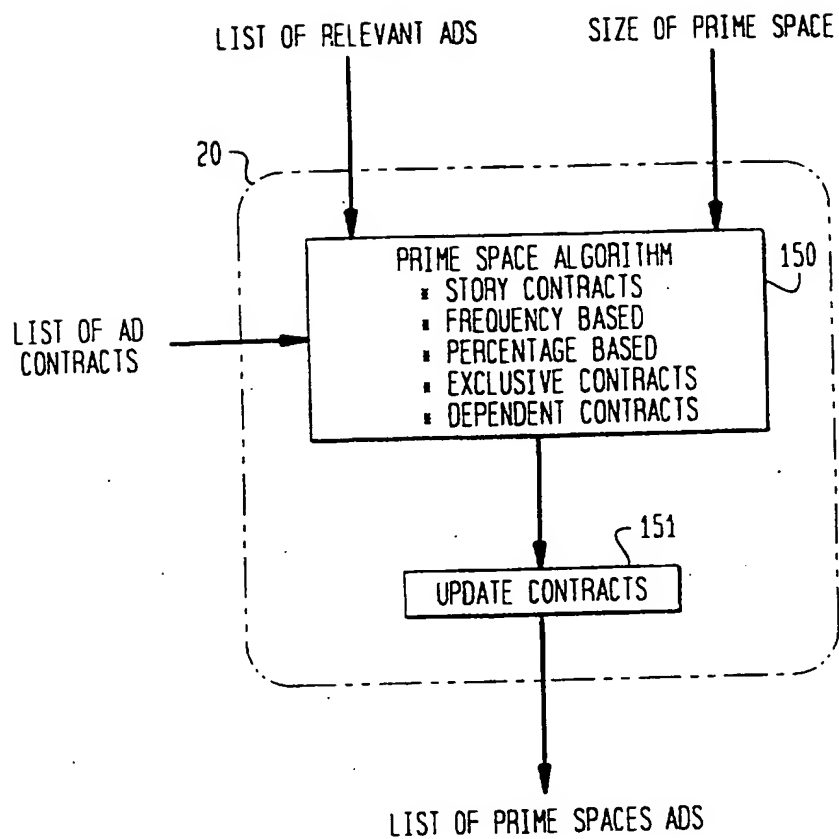 LIST OF RELEVANT ADS
SIZE OF PRIME SPACE
20
PRIME SPACE ALGORITHM
* STORY CONTRACTS
* FREQUENCY BASED
* PERCENTAGE BASED
* EXCLUSIVE CONTRACTS
* DEPENDENT CONTRACTS
150
LIST OF AD
CONTRACTS
151
UPDATE CONTRACTS
LIST OF PRIME SPACES ADS